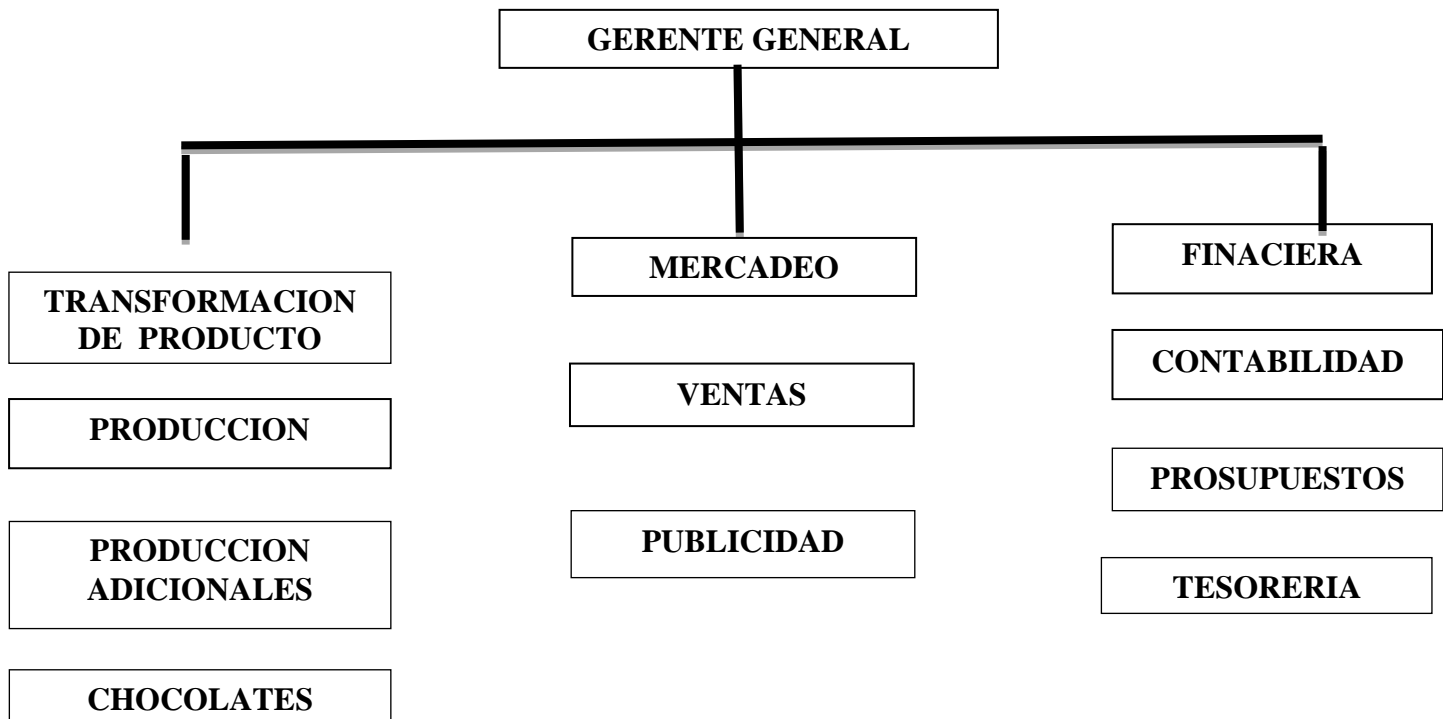 GERENTE GENERAL
TRANSFORMACION
DE PRODUCTO
PRODUCCION
PRODUCCION
ADICIONALES
CHOCOLATES
MERCADEO
VENTAS
PUBLICIDAD
FINACIERA
CONTABILIDAD
PROSUPUESTOS
TESORERIA